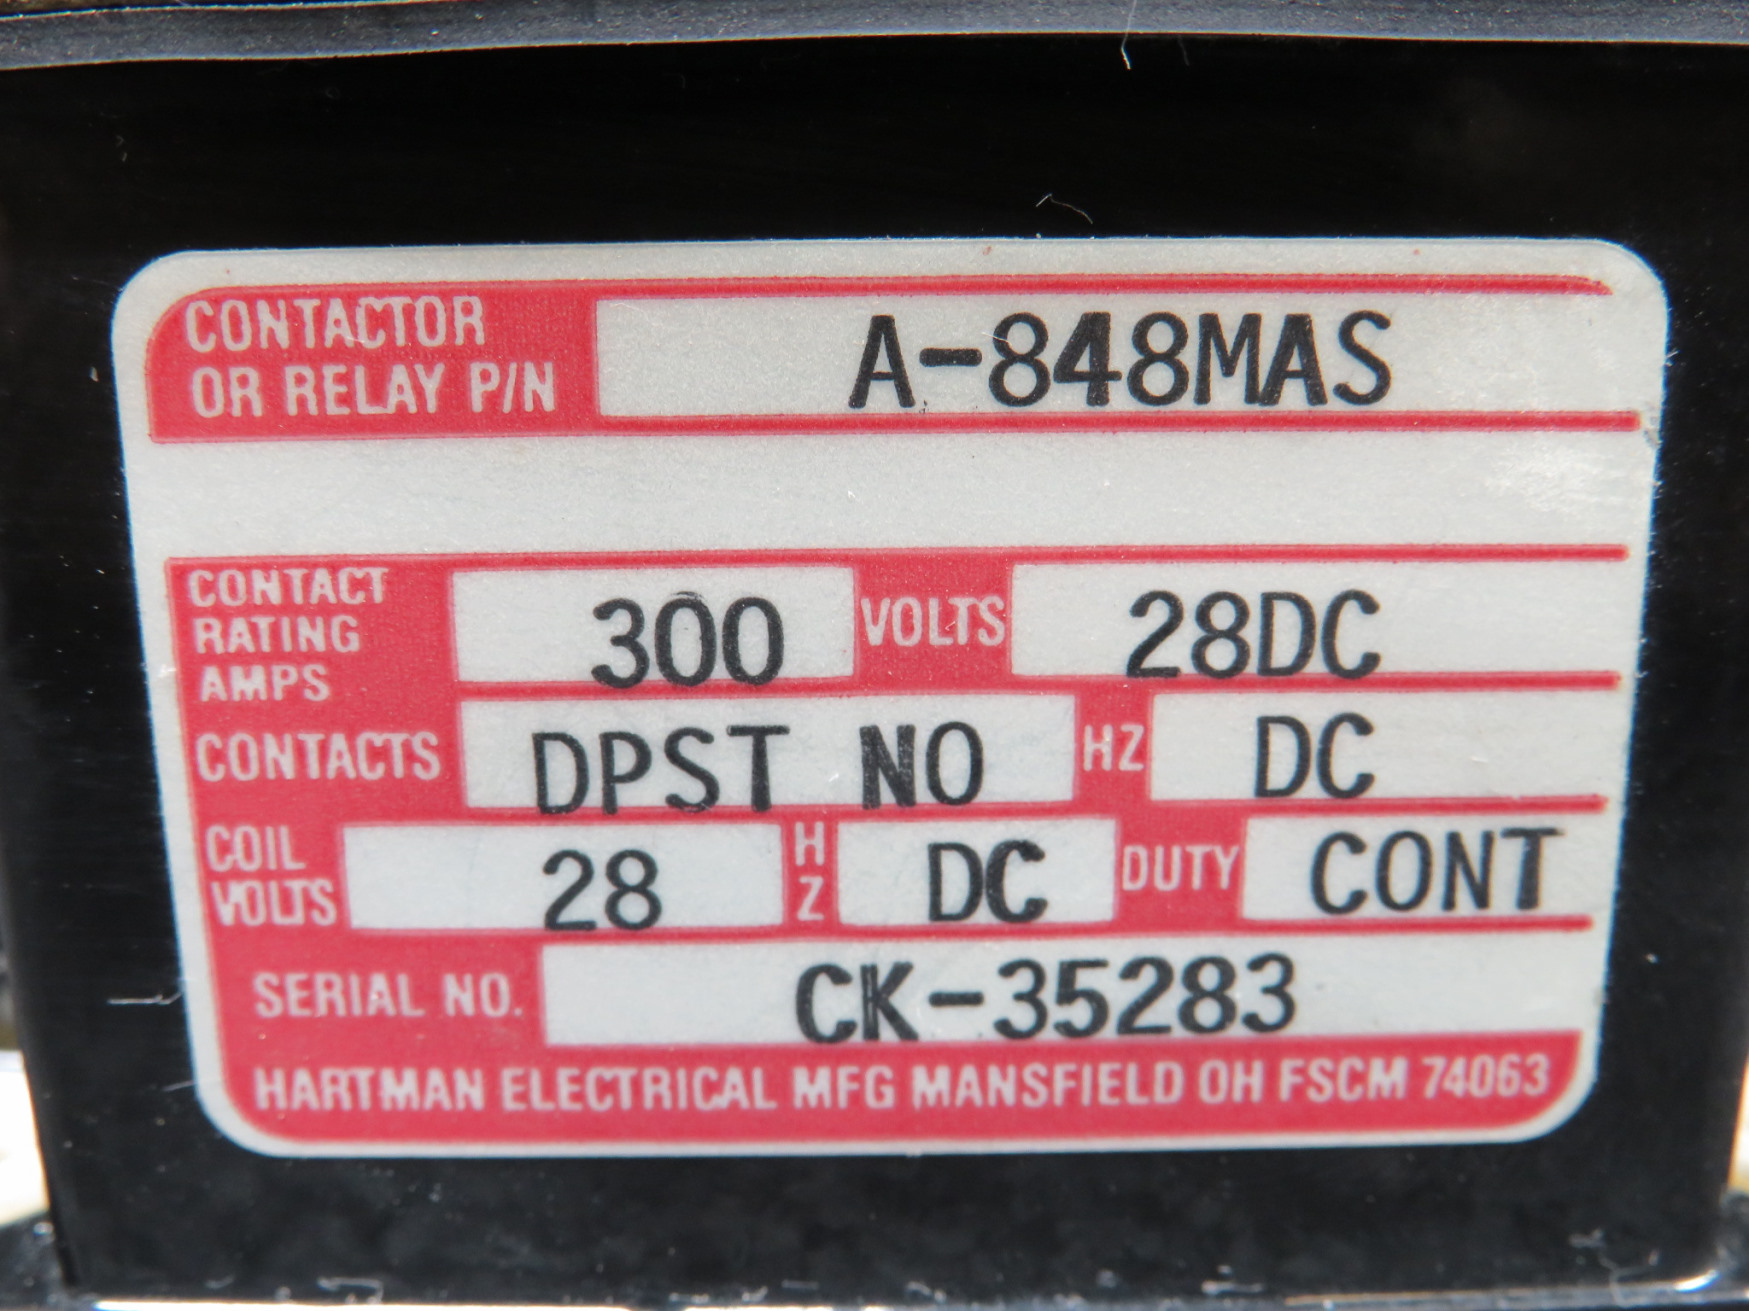 CONTACTOR
OR RELAY P/N A-848MAS
CONTACT
RATING
AMPS 300 VOLTS 28DC
CONTACTS DPST NO HZ DC
COIL
VOLTS 28 HZ DC DUTY CONT
SERIAL NO. CK-35283
HARTMAN ELECTRICAL MFG MANSFIELD OH FSCM 74063